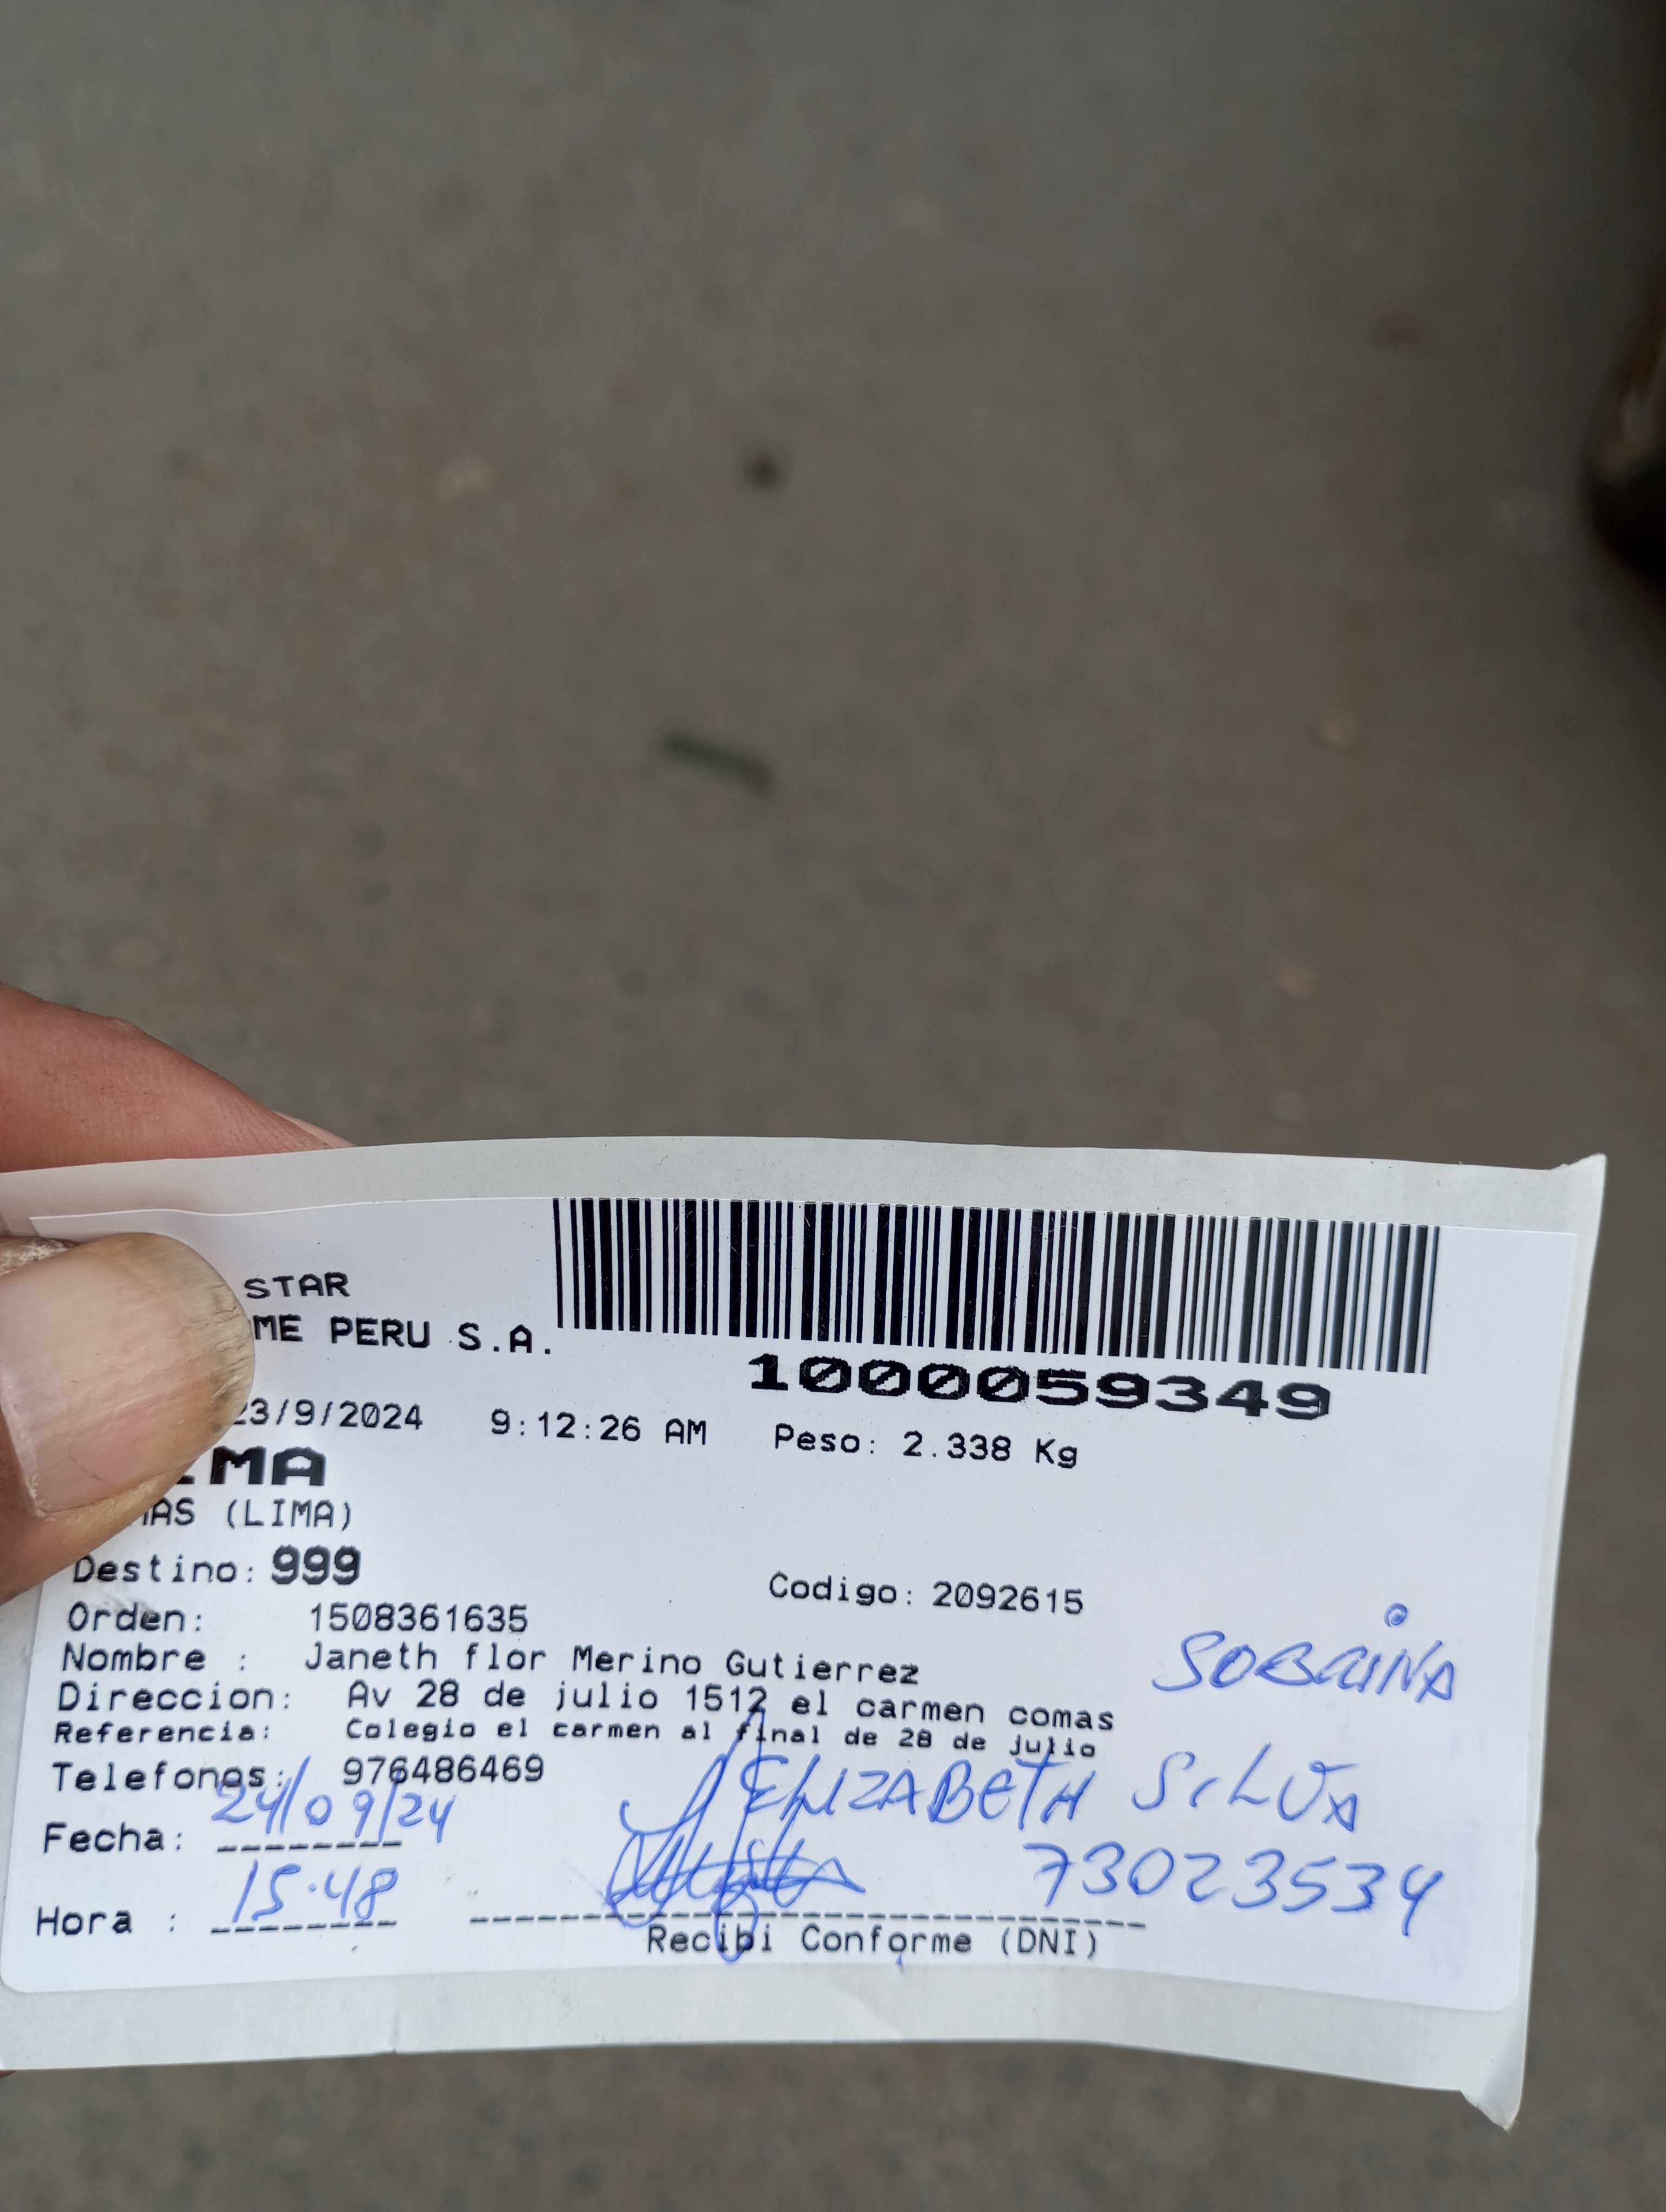 STAR
ME PERU S.A.
1000059349
23/9/2024 9:12:26 AM Peso: 2.338 Kg
IMA
MAS (LIMA)
Destino: 999
Codigo: 2092615
Orden: 1508361635
Nombre : Janeth flor Merino Gutierrez
SOBRINA
Direccion: Av 28 de julio 1512 el carmen comas
Referencia: Colegio el carmen al final de 28 de julio
Telefonos: 976486469
ELIZABETH SILVA
Fecha: 24/09/24
73023534
Hora : 15.48
Recibi Conforme (DNI)